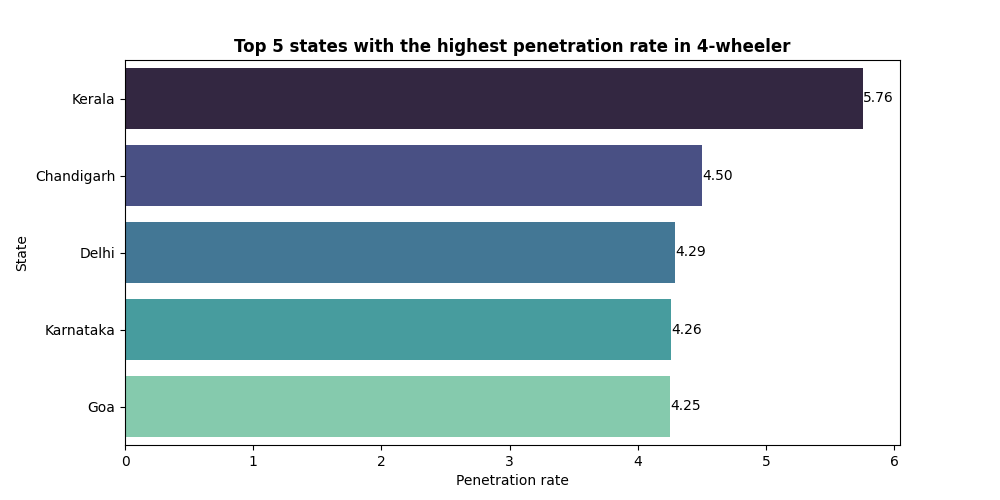 Top 5 states with the highest penetration rate in 4-wheeler
State
Kerala
5.76
Chandigarh
4.50
Delhi
4.29
Karnataka
4.26
Goa
4.25
0 1 2 3 4 5 6
Penetration rate